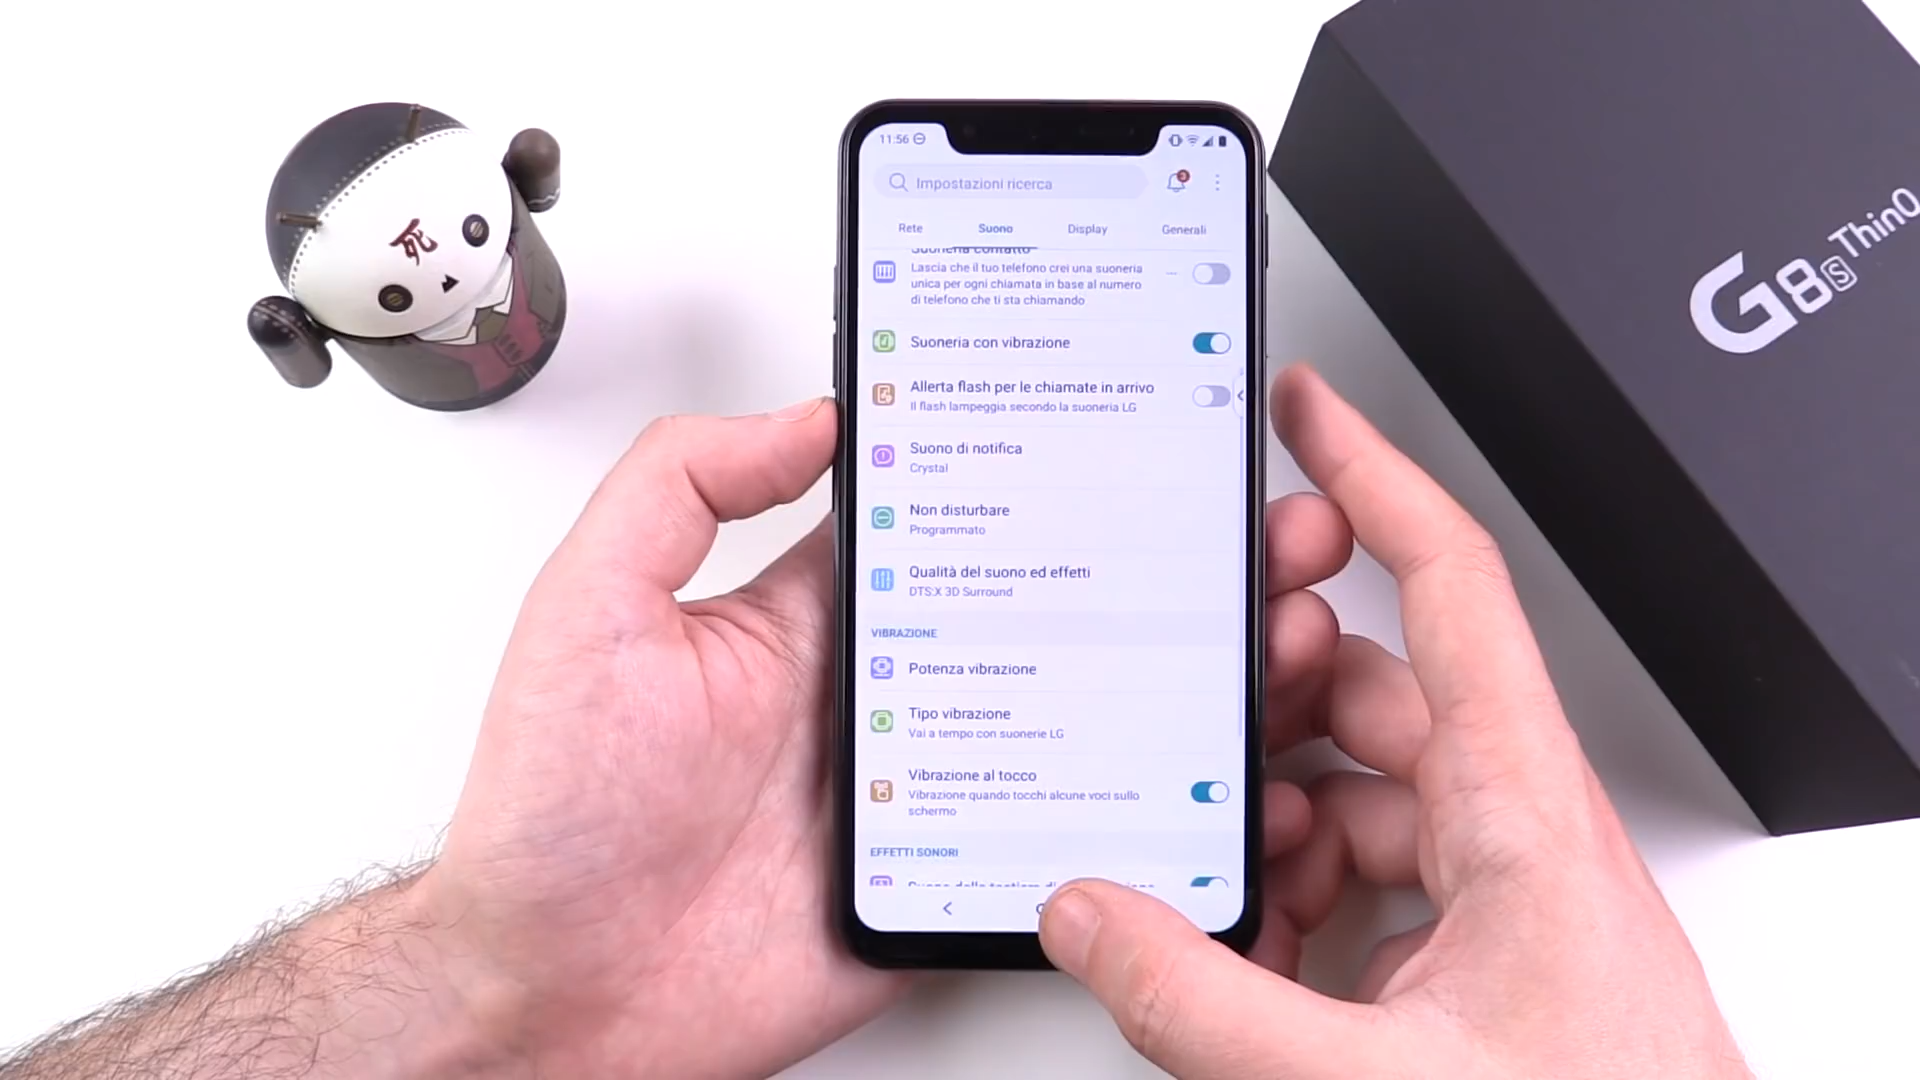 死
G8S ThinQ
11:56
Impostazioni ricerca
3
Rete
Suono
Display
Generali
Suoneria contatto
Lascia che il tuo telefono crei una suoneria
unica per ogni chiamata in base al numero
di telefono che ti sta chiamando
Suoneria con vibrazione
Allerta flash per le chiamate in arrivo
Il flash lampeggia secondo la suoneria LG
Suono di notifica
Crystal
Non disturbare
Programmato
Qualità del suono ed effetti
DTS:X 3D Surround
VIBRAZIONE
Potenza vibrazione
Tipo vibrazione
Vai a tempo con suonerie LG
Vibrazione al tocco
Vibrazione quando tocchi alcune voci sullo
schermo
EFFETTI SONORI